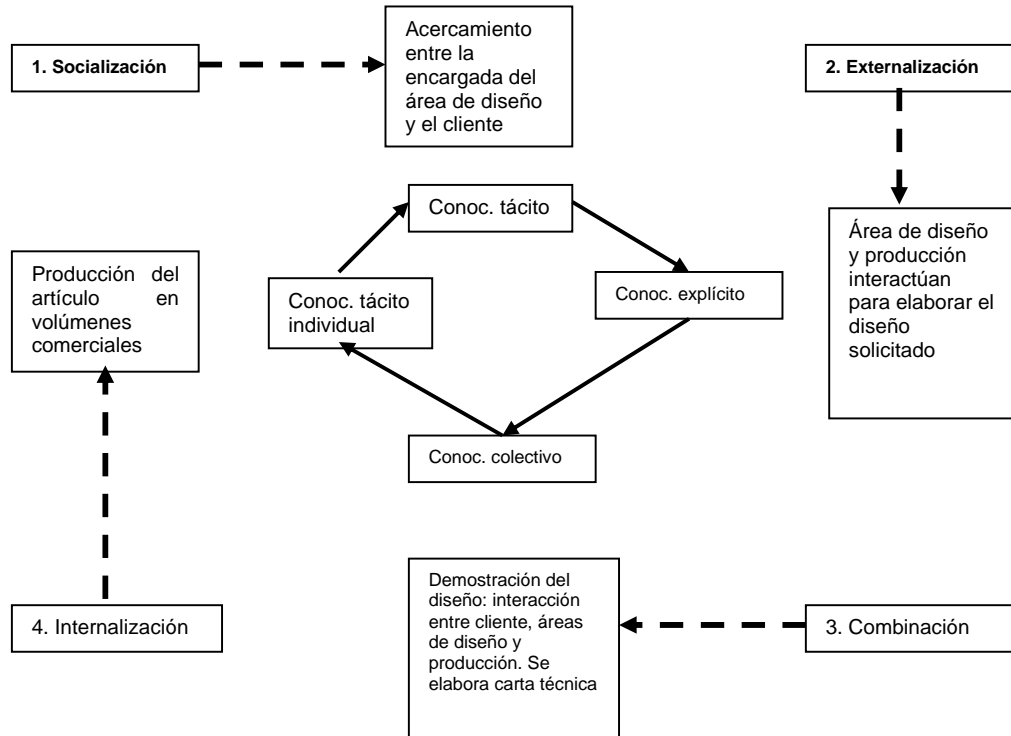 1. Socialización
Acercamiento
entre la
encargada del
área de diseño
y el cliente
2. Externalización
Conoc. tácito
Área de diseño
y producción
interactúan
para elaborar el
diseño
solicitado
Producción del
artículo en
volúmenes
comerciales
Conoc. tácito
individual
Conoc. explícito
Conoc. colectivo
4. Internalización
Demostración del
diseño: interacción
entre cliente, áreas
de diseño y
producción. Se
elabora carta técnica
3. Combinación